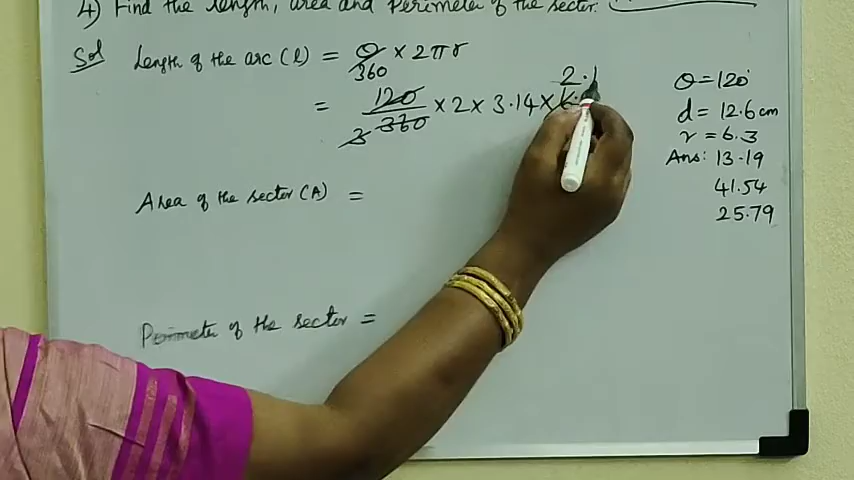 4) Find the length, area and Perimeter of the sector.
Sol Length of the arc (l) = θ/360 × 2πr
2.1
= 120/360 × 2 × 3.14 × 6.
3
Area of the sector (A) =
Perimeter of the sector =
θ = 120°
d = 12.6 cm
r = 6.3
Ans: 13.19
41.54
25.79